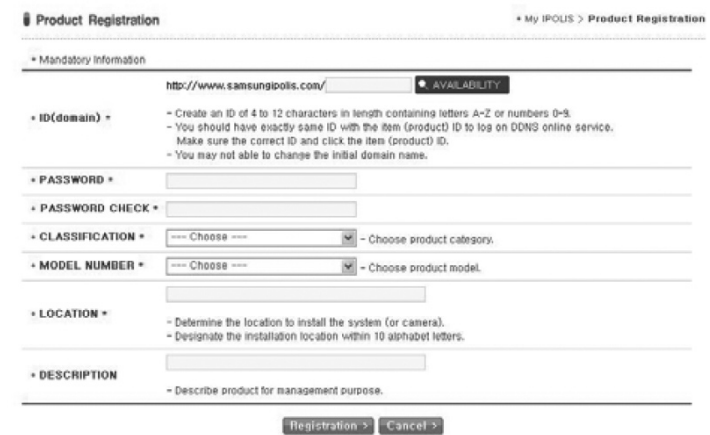 Product Registration
• My IPOLIS > Product Registration
• Mandatory Information
http://www.samsungipolis.com/
AVAILABILITY
• ID(domain) *
- Create an ID of 4 to 12 characters in length containing letters A-Z or numbers 0-9.
- You should have exactly same ID with the item (product) ID to log on DDNS online service.
Make sure the correct ID and click the item (product) ID.
- You may not able to change the initial domain name.
• PASSWORD *
• PASSWORD CHECK *
• CLASSIFICATION *
--- Choose ---
- Choose product category.
• MODEL NUMBER *
--- Choose ---
- Choose product model.
• LOCATION *
- Determine the location to install the system (or camera).
- Designate the installation location within 10 alphabet letters.
• DESCRIPTION
- Describe product for management purpose.
Registration >
Cancel >